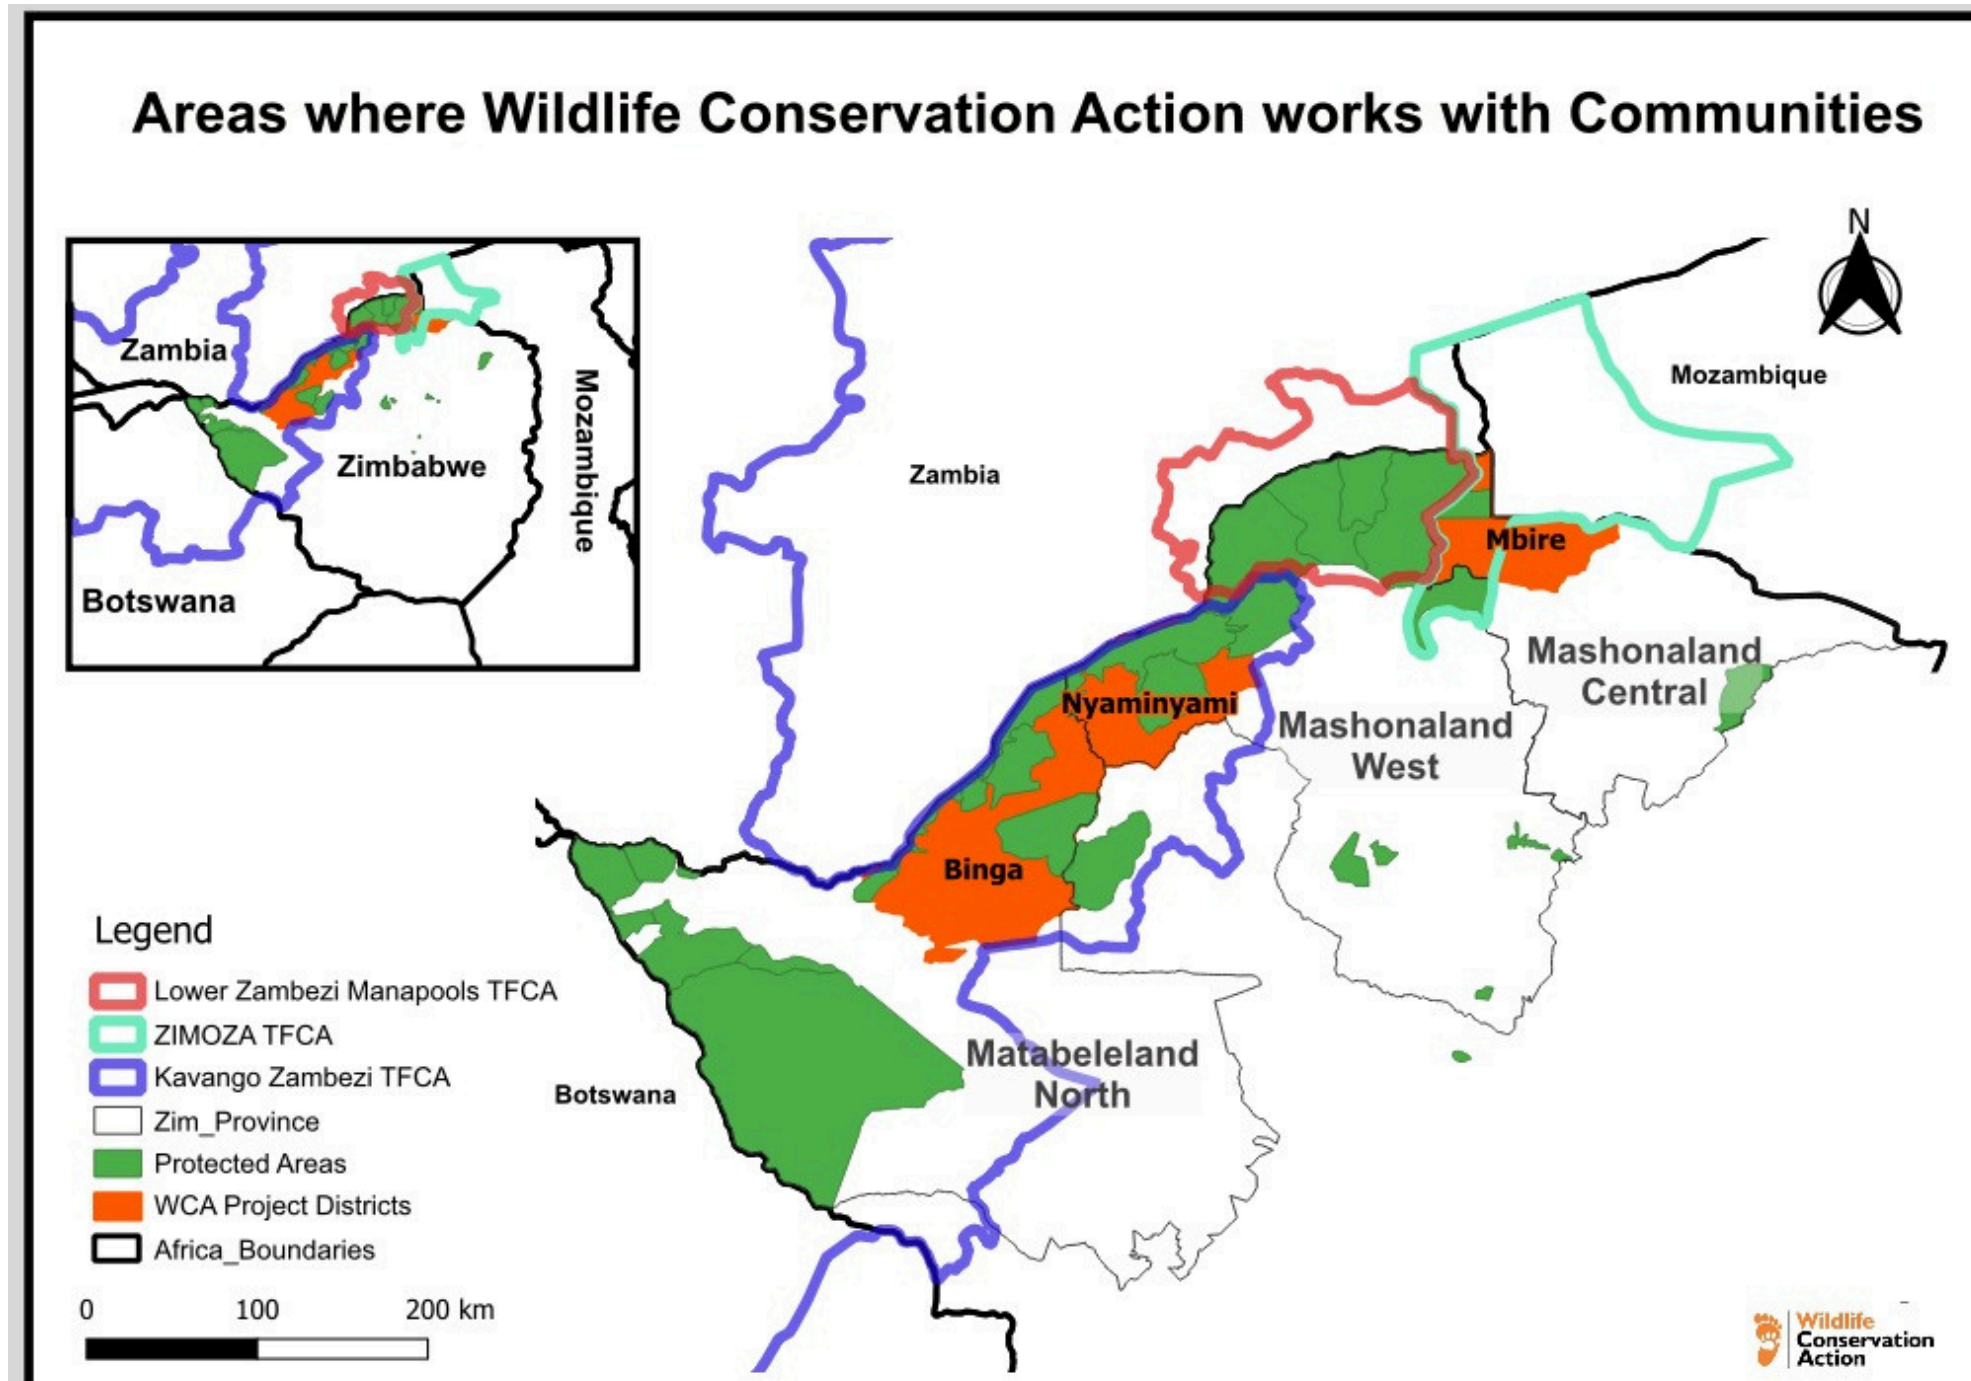 Areas where Wildlife Conservation Action works with Communities
Zambia
Zimbabwe
Mozambique
Botswana
N
Mozambique
Zambia
Mbire
Mashonaland
Central
Nyaminyami
Mashonaland
West
Binga
Matabeleland
North
Botswana
Legend
Lower Zambezi Manapools TFCA
ZIMOZA TFCA
Kavango Zambezi TFCA
Zim_Province
Protected Areas
WCA Project Districts
Africa_Boundaries
0 100 200 km
Wildlife
Conservation
Action